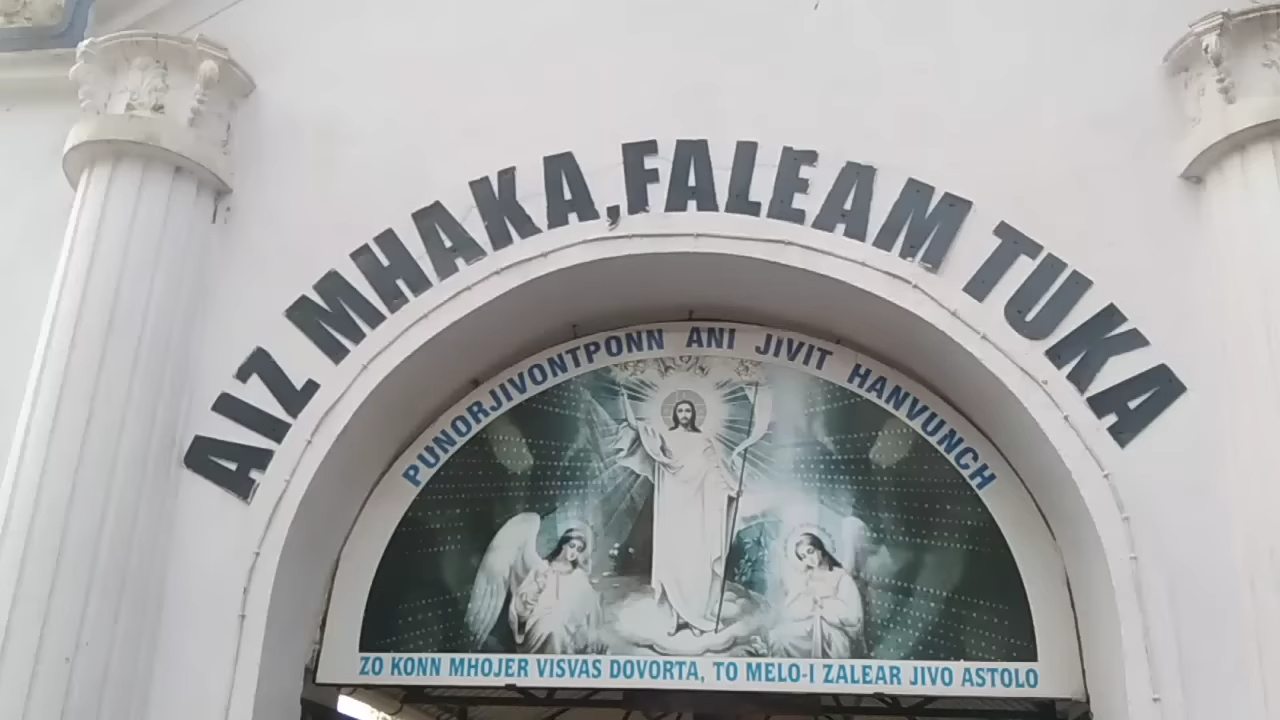 AIZ MHAKA,FALEAM TUKA
PUNORJIVONTPONN ANI JIVIT HANVUNCH
ZO KONN MHOJER VISVAS DOVORTA, TO MELO-I ZALEAR JIVO ASTOLO